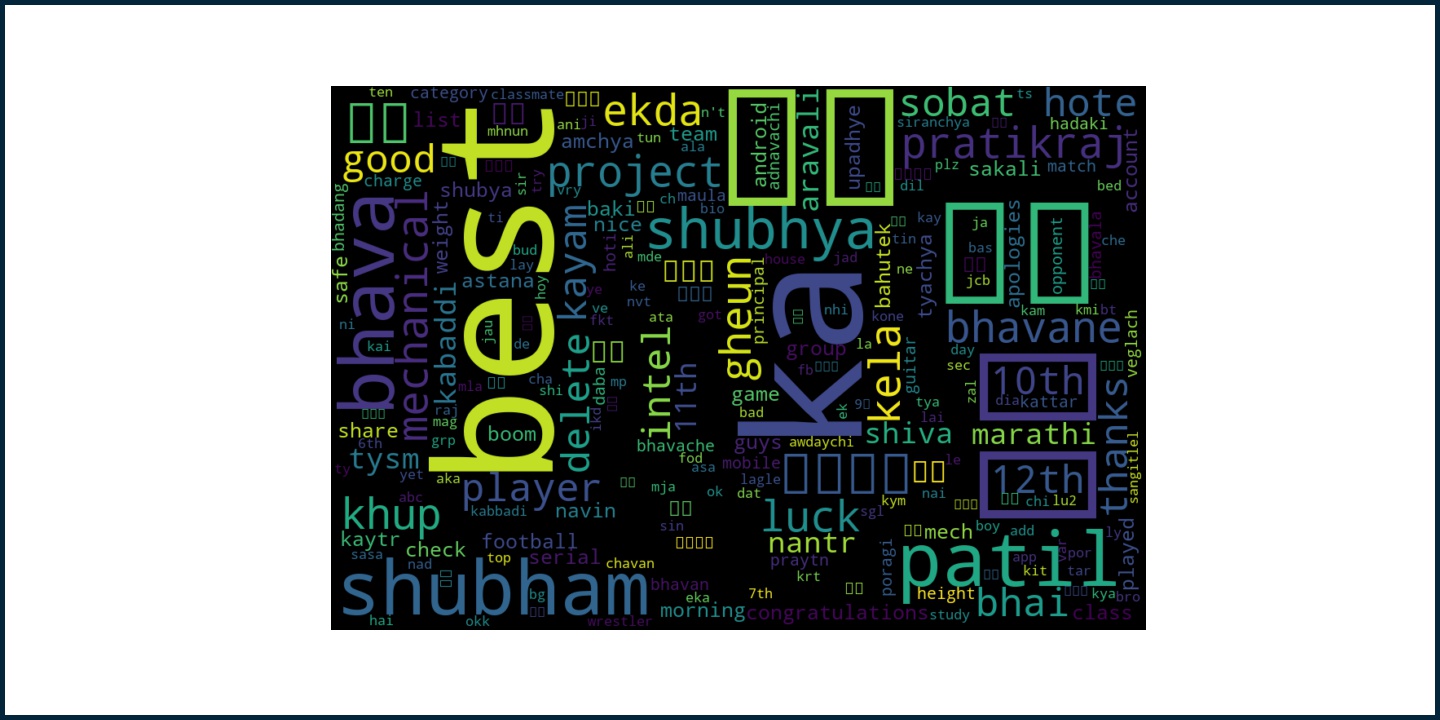 ten
category
classmate
ekda
n't
android
adnavachi
aravali
upadhye
sobat
ts
hote
list
mhnun
ani
ji
tun
team
amchya
ala
siranchya
hadaki
pratikraj
account
good
best
project
plz
sakali
match
charge
shubya
sir
try
vry
ch
maula
bio
dil
bed
safe
bhadang
bhava
mechanical
weight
ti
kayam
baki
nice
shubhya
kay
ja
apologies
opponent
bhavala
che
bud
lay
hoti
ali
mde
house
jad
tin
bahutek
tyachya
bas
jcb
astana
hoy
ye
ke
nvt
gheun
principal
ka
ne
kabaddi
ve
fkt
ata
got
nhi
kone
kam
kmi
bt
ni
kai
jau
de
delete
intel
11th
group
fb
la
kela
guitar
bhavane
day
sec
veglach
mla
cha
shi
daba
mp
ikd
game
bad
ek
tya
lai
zal
10th
dia
kattar
thanks
raj
mag
grp
share
6th
boom
bhavache
guys
awdaychi
shiva
marathi
sangitlel
tysm
ty
yet
aka
fod
asa
mobile
lagle
le
12th
chi
lu2
abc
player
mja
ok
dat
nai
kym
khup
kabbadi
navin
sin
luck
sgl
mech
boy
add
ly
kaytr
sasa
check
football
nantr
praytn
poragi
patil
app
por
played
nad
top
serial
chavan
krt
kit
tar
shubham
bg
bhavan
eka
7th
height
bhai
kya
bro
hai
okk
wrestler
morning
congratulations
study
class